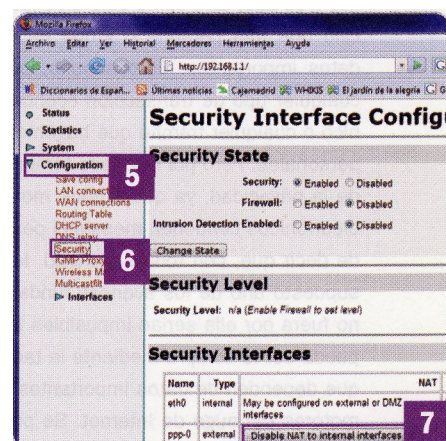 Mozilla Firefox
Archivo Editar Ver Historial Marcadores Herramientas Ayuda
http://192.168.1.1/
Diccionarios de Españ... Últimas noticias Cajamadrid WHOIS El jardín de la alegría
Status
Statistics
System
Configuration
5
Save config
LAN connect
WAN connections
Routing Table
DHCP server
DNS relay
Security
6
IGMP Proxy
Wireless M
Multicastfilt
Interfaces
Security Interface Config
Security State
Security: Enabled Disabled
Firewall: Enabled Disabled
Intrusion Detection Enabled: Enabled Disabled
Change State
Security Level
Security Level: n/a (Enable Firewall to set level)
Security Interfaces
Name Type NAT
eth0 internal May be configured on external or DMZ
interfaces
ppp-0 external Disable NAT to internal interfaces
7